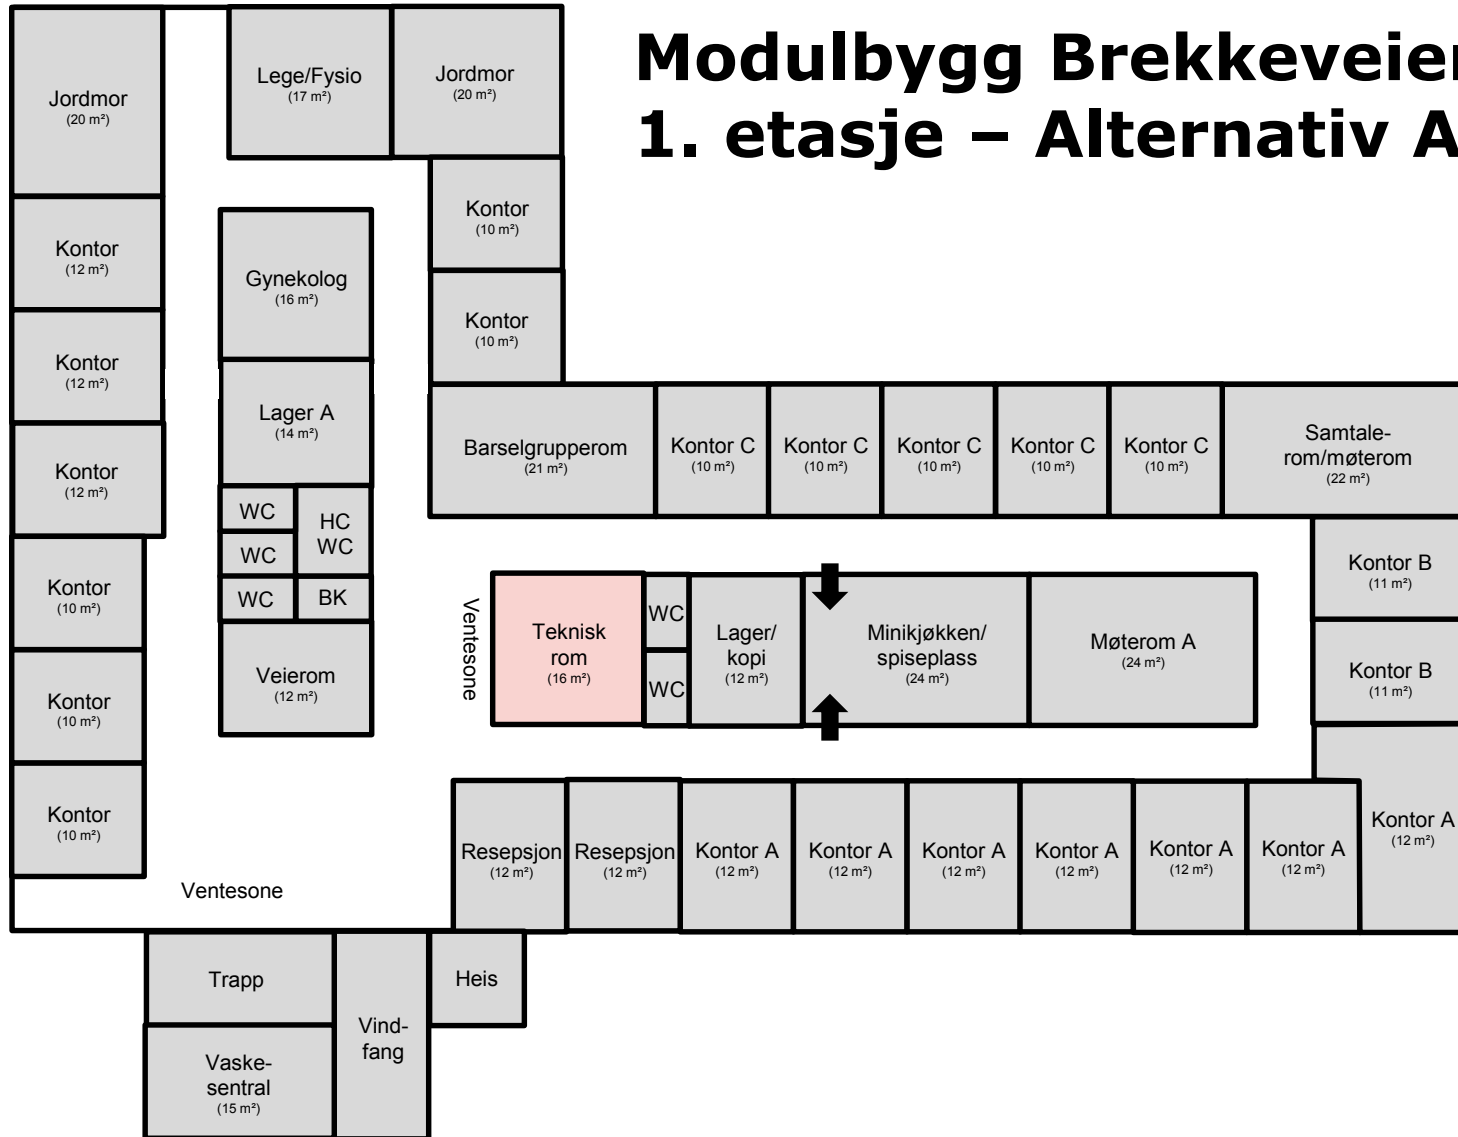 Modulbygg Brekkeveien
1. etasje – Alternativ A
Jordmor
(20 m²)
Lege/Fysio
(17 m²)
Jordmor
(20 m²)
Kontor
(10 m²)
Kontor
(10 m²)
Kontor
(12 m²)
Kontor
(12 m²)
Kontor
(12 m²)
Kontor
(10 m²)
Kontor
(10 m²)
Kontor
(10 m²)
Gynekolog
(16 m²)
Lager A
(14 m²)
WC
WC
WC
HC
WC
BK
Veierom
(12 m²)
Barselgrupperom
(21 m²)
Kontor C
(10 m²)
Kontor C
(10 m²)
Kontor C
(10 m²)
Kontor C
(10 m²)
Kontor C
(10 m²)
Samtale-
rom/møterom
(22 m²)
Kontor B
(11 m²)
Kontor B
(11 m²)
Ventesone
Teknisk
rom
(16 m²)
WC
WC
Lager/
kopi
(12 m²)
Minikjøkken/
spiseplass
(24 m²)
Møterom A
(24 m²)
Resepsjon
(12 m²)
Resepsjon
(12 m²)
Kontor A
(12 m²)
Kontor A
(12 m²)
Kontor A
(12 m²)
Kontor A
(12 m²)
Kontor A
(12 m²)
Kontor A
(12 m²)
Kontor A
(12 m²)
Ventesone
Trapp
Vind-
fang
Heis
Vaske-
sentral
(15 m²)